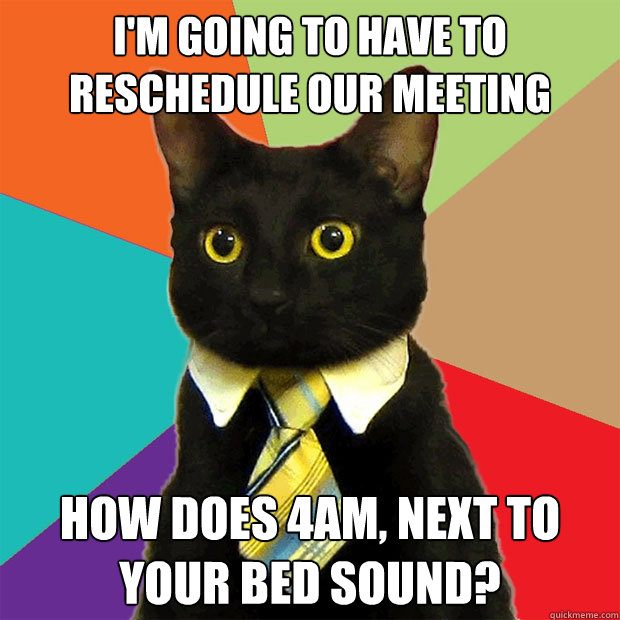 I'M GOING TO HAVE TO
RESCHEDULE OUR MEETING
HOW DOES 4AM, NEXT TO
YOUR BED SOUND?
quickmeme.com